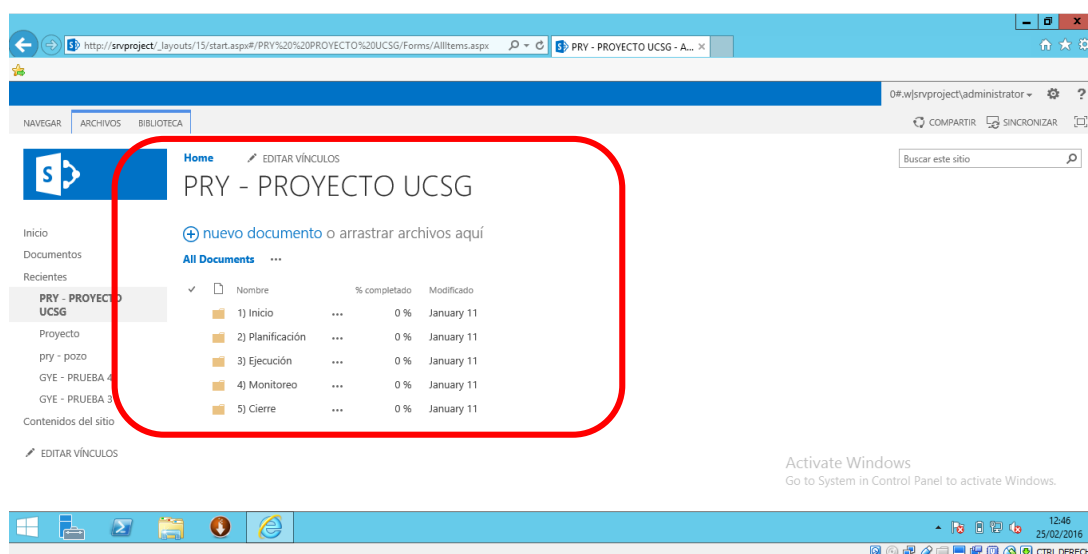 http://srvproject/_layouts/15/start.aspx#/PRY%20%20PROYECTO%20UCSG/Forms/AllItems.aspx
PRY - PROYECTO UCSG - A...
0#.w|srvproject\administrator
?
NAVEGAR ARCHIVOS BIBLIOTECA
COMPARTIR SINCRONIZAR
S
Home EDITAR VÍNCULOS
Buscar este sitio
PRY - PROYECTO UCSG
Inicio
Documentos
Recientes
PRY - PROYECTO
UCSG
Proyecto
pry - pozo
GYE - PRUEBA 4
GYE - PRUEBA 3
Contenidos del sitio
EDITAR VÍNCULOS
nuevo documento o arrastrar archivos aquí
All Documents ...
Nombre % completado Modificado
1) Inicio ... 0 % January 11
2) Planificación ... 0 % January 11
3) Ejecución ... 0 % January 11
4) Monitoreo ... 0 % January 11
5) Cierre ... 0 % January 11
Activate Windows
Go to System in Control Panel to activate Windows.
12:46
25/02/2016
CTRL DEREC